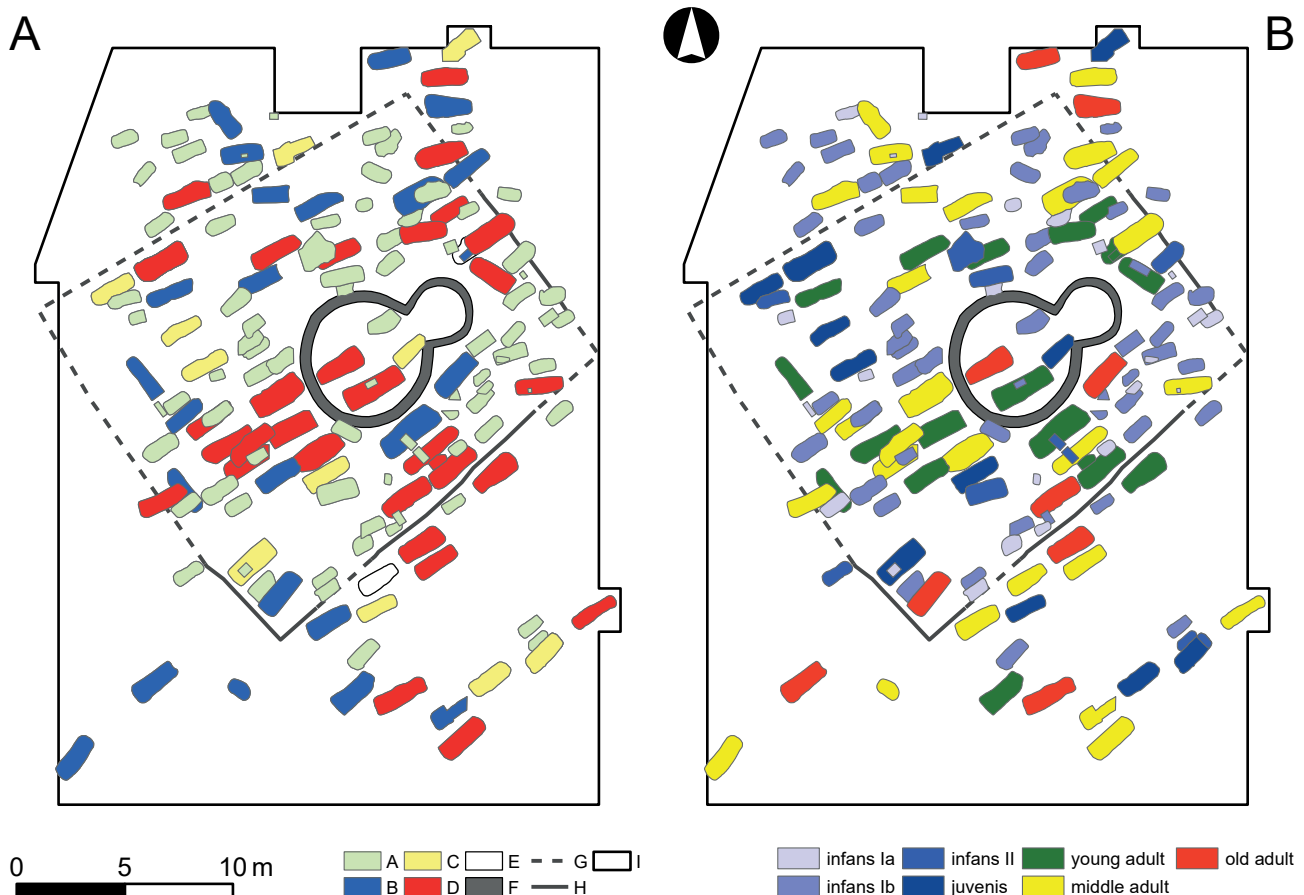 A B
0 5 10 m
A C E G I
B D F H
infans Ia infans II young adult old adult
infans Ib juvenis middle adult